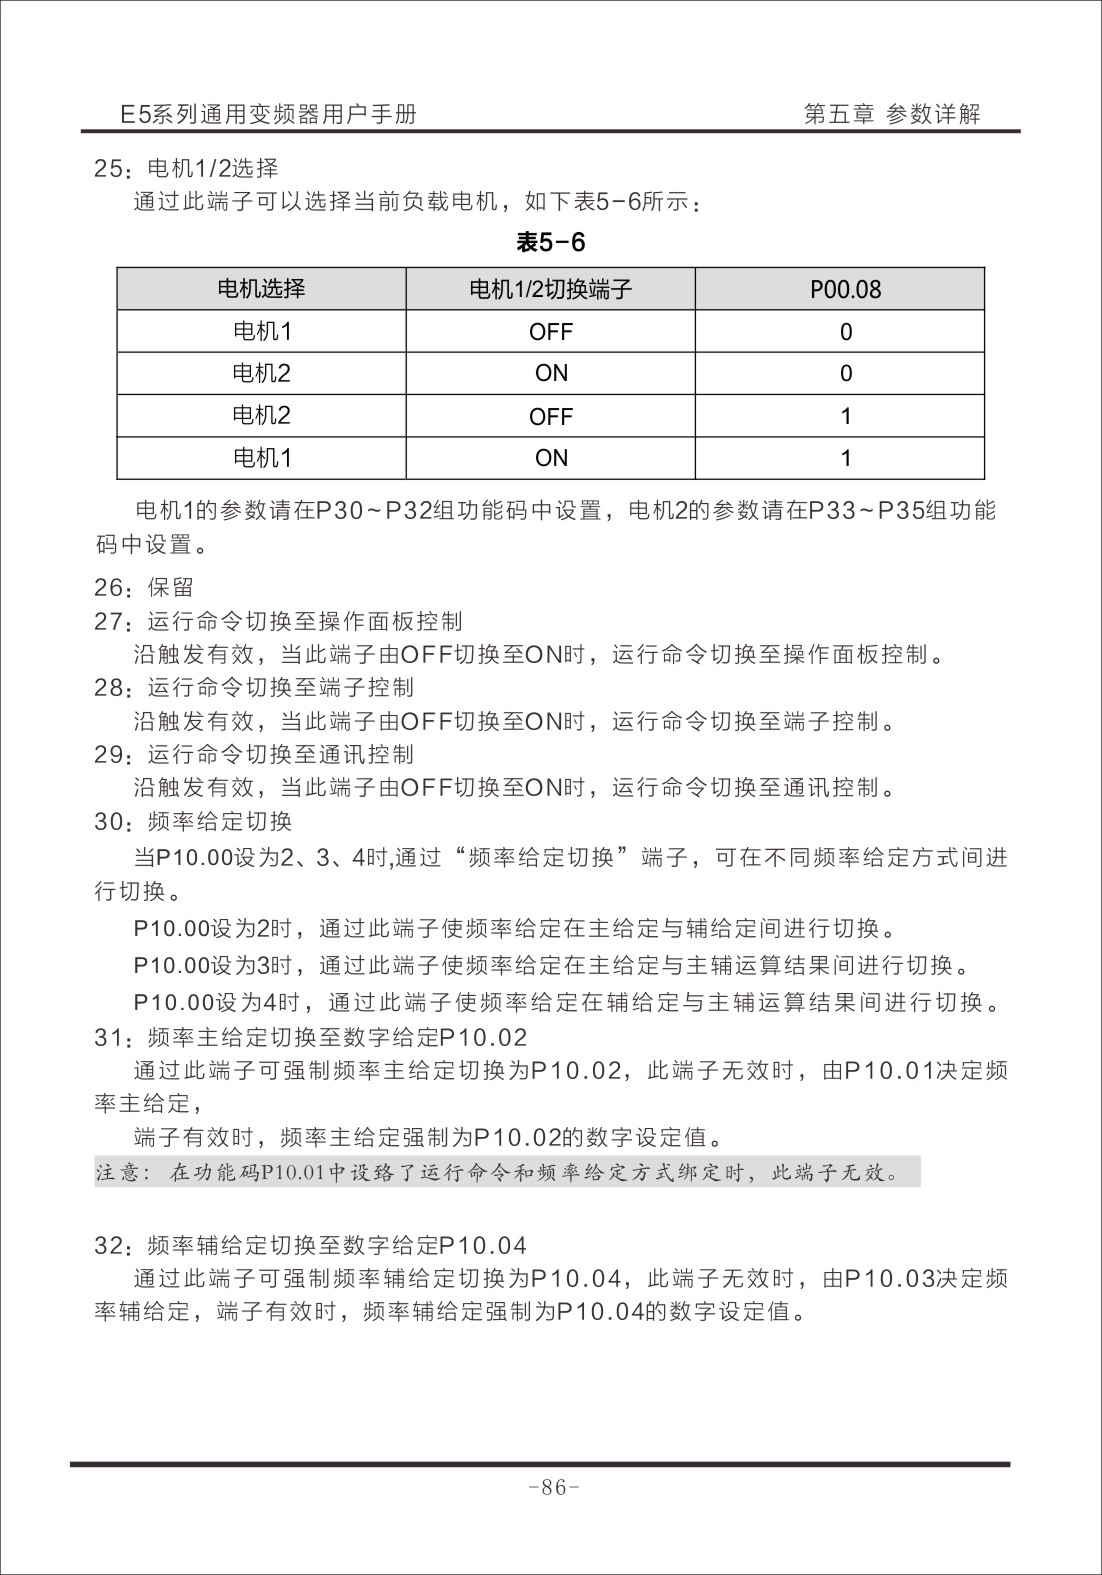 E5系列通用变频器用户手册 第五章 参数详解
25：电机1/2选择
通过此端子可以选择当前负载电机，如下表5-6所示：
表5-6
电机选择 电机1/2切换端子 P00.08
电机1 OFF 0
电机2 ON 0
电机2 OFF 1
电机1 ON 1
电机1的参数请在P30~P32组功能码中设置，电机2的参数请在P33~P35组功能
码中设置。
26：保留
27：运行命令切换至操作面板控制
沿触发有效，当此端子由OFF切换至ON时，运行命令切换至操作面板控制。
28：运行命令切换至端子控制
沿触发有效，当此端子由OFF切换至ON时，运行命令切换至端子控制。
29：运行命令切换至通讯控制
沿触发有效，当此端子由OFF切换至ON时，运行命令切换至通讯控制。
30：频率给定切换
当P10.00设为2、3、4时,通过“频率给定切换”端子，可在不同频率给定方式间进
行切换。
P10.00设为2时，通过此端子使频率给定在主给定与辅给定间进行切换。
P10.00设为3时，通过此端子使频率给定在主给定与主辅运算结果间进行切换。
P10.00设为4时，通过此端子使频率给定在辅给定与主辅运算结果间进行切换。
31：频率主给定切换至数字给定P10.02
通过此端子可强制频率主给定切换为P10.02，此端子无效时，由P10.01决定频
率主给定，
端子有效时，频率主给定强制为P10.02的数字设定值。
注意： 在功能码P10.01中设臵了运行命令和频率给定方式绑定时，此端子无效。
32：频率辅给定切换至数字给定P10.04
通过此端子可强制频率辅给定切换为P10.04，此端子无效时，由P10.03决定频
率辅给定，端子有效时，频率辅给定强制为P10.04的数字设定值。
-86-